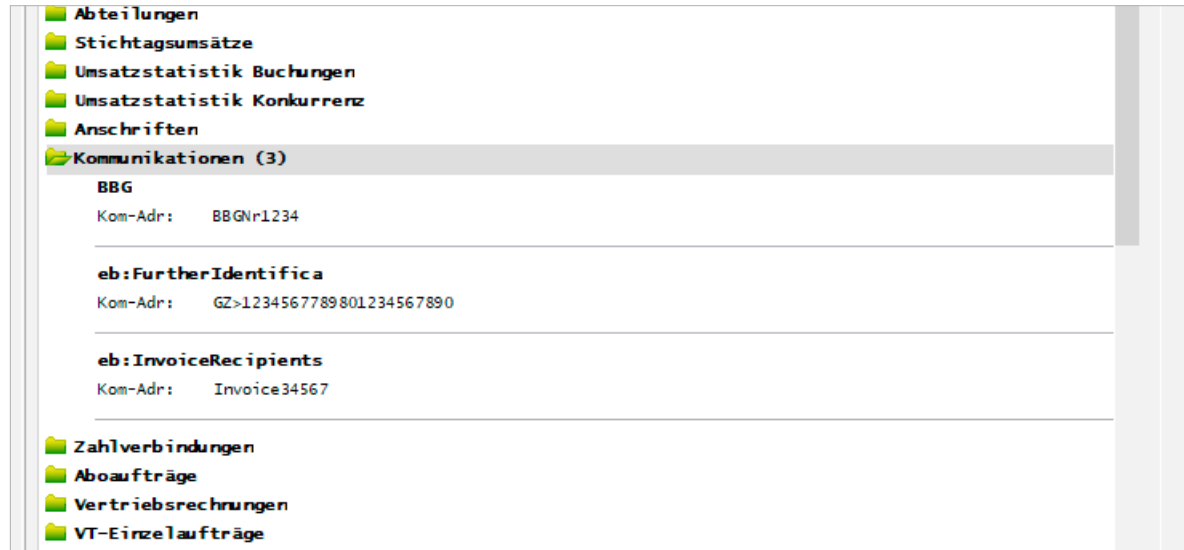 Abteilungen
Stichtagsumsätze
Umsatzstatistik Buchungen
Umsatzstatistik Konkurrenz
Anschriften
Kommunikationen (3)
BBG
Kom-Adr: BBGNr1234
eb:FurtherIdentifica
Kom-Adr: GZ>1234567789801234567890
eb:InvoiceRecipients
Kom-Adr: Invoice34567
Zahlverbindungen
Aboaufträge
Vertriebsrechnungen
VT-Einzelaufträge